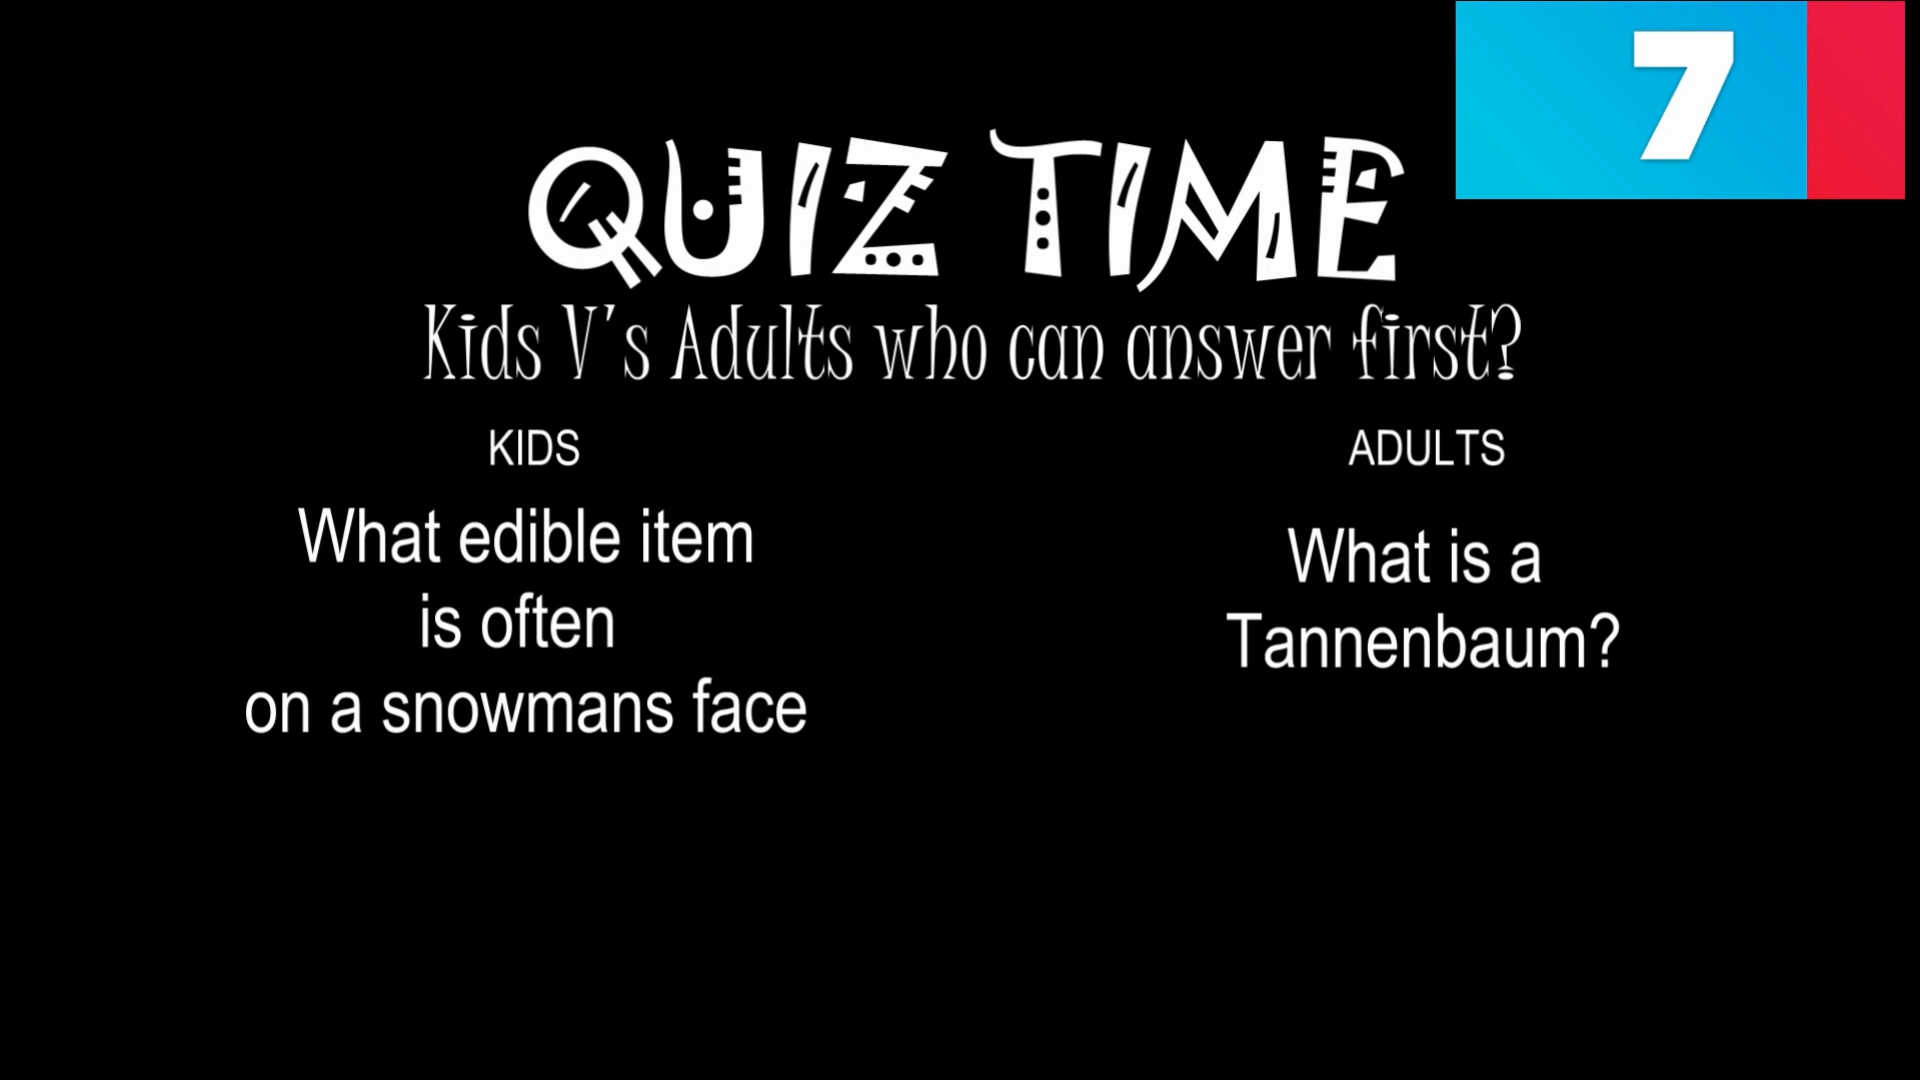 7
QUIZ TIME
Kids V's Adults who can answer first?
KIDS
What edible item
is often
on a snowmans face
ADULTS
What is a
Tannenbaum?